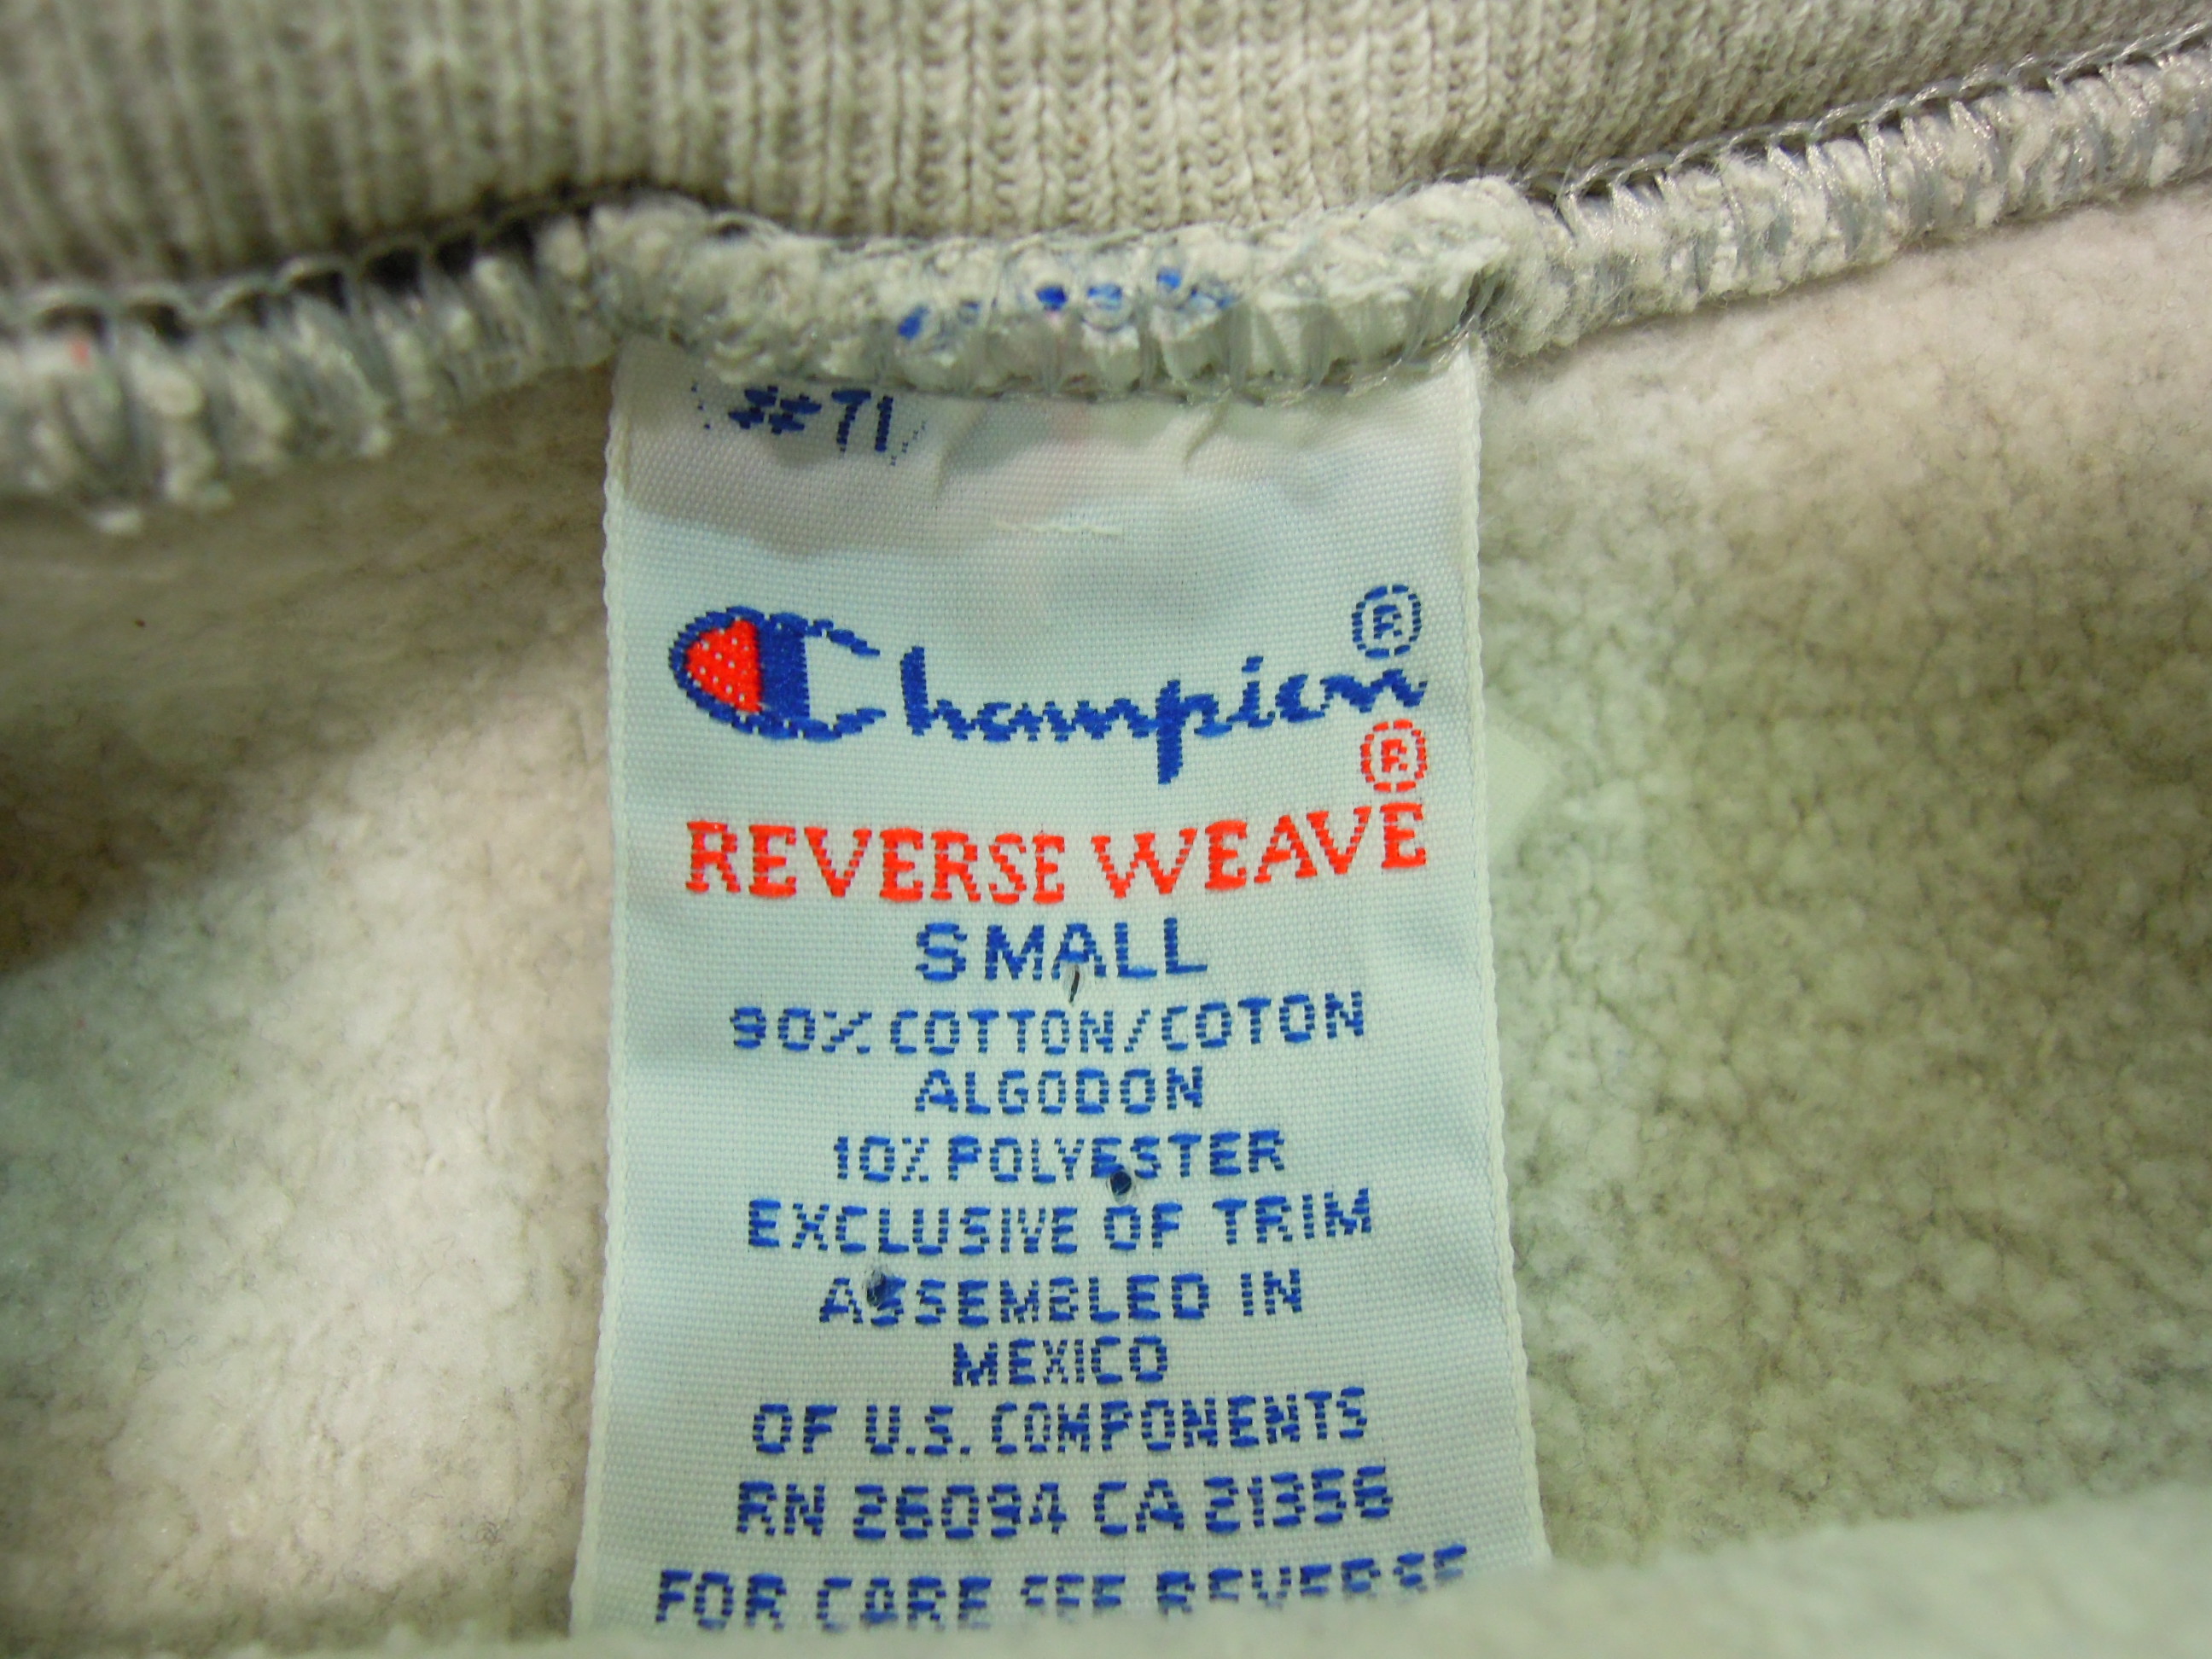 #71
Champion®
®
REVERSE WEAVE
SMALL
90% COTTON/COTON
ALGODON
10% POLYESTER
EXCLUSIVE OF TRIM
ASSEMBLED IN
MEXICO
OF U.S. COMPONENTS
RN 26094 CA 21356
FOR CARE SEE REVERSE